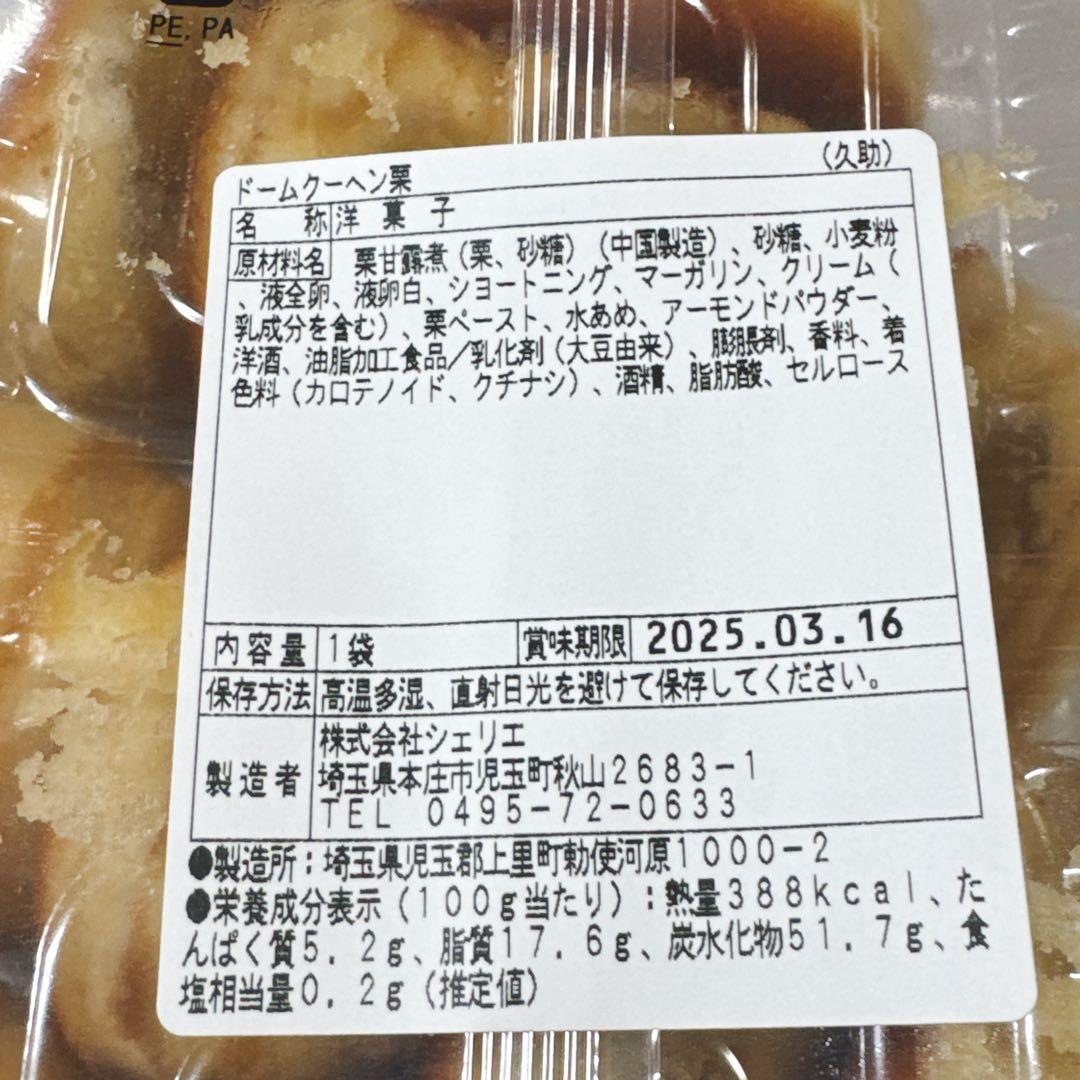 PE, PA
ドームクーヘン栗 (久助)
名 称 洋 菓 子
原材料名 栗甘露煮(栗、砂糖)(中国製造)、砂糖、小麦粉
、液全卵、液卵白、ショートニング、マーガリン、クリーム(
乳成分を含む)、栗ペースト、水あめ、アーモンドパウダー、
洋酒、油脂加工食品/乳化剤(大豆由来)、膨脹剤、香料、着
色料(カロテノイド、クチナシ)、酒精、脂肪酸、セルロース
内容量 1袋 賞味期限 2025.03.16
保存方法 高温多湿、直射日光を避けて保存してください。
製造者 株式会社シェリエ
埼玉県本庄市児玉町秋山2683-1
TEL 0495-72-0633
●製造所:埼玉県児玉郡上里町勅使河原1000-2
●栄養成分表示(100g当たり):熱量388kcal、た
んぱく質5.2g、脂質17.6g、炭水化物51.7g、食
塩相当量0.2g(推定値)